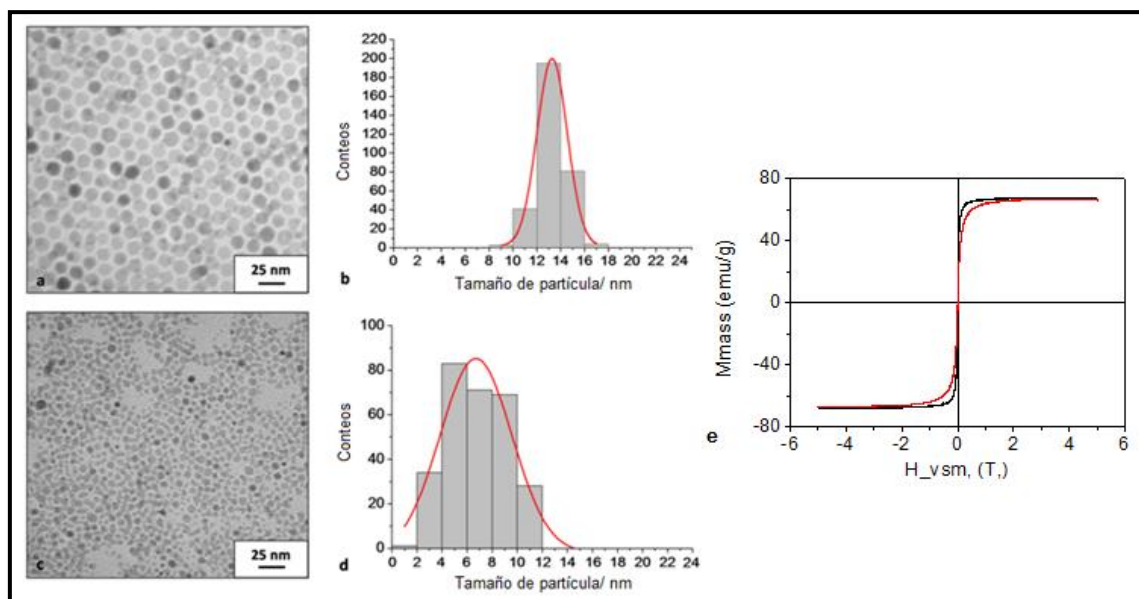 a
25 nm
220
200
180
160
140
120
100
80
60
40
20
0
Conteos
0 2 4 6 8 10 12 14 16 18 20 22 24
b
Tamaño de partícula/ nm
c
25 nm
100
80
60
40
20
0
Conteos
0 2 4 6 8 10 12 14 16 18 20 22 24
d
Tamaño de partícula/ nm
80
40
0
-40
-80
Mmass (emu/g)
-6 -4 -2 0 2 4 6
e
H_vsm, (T,)